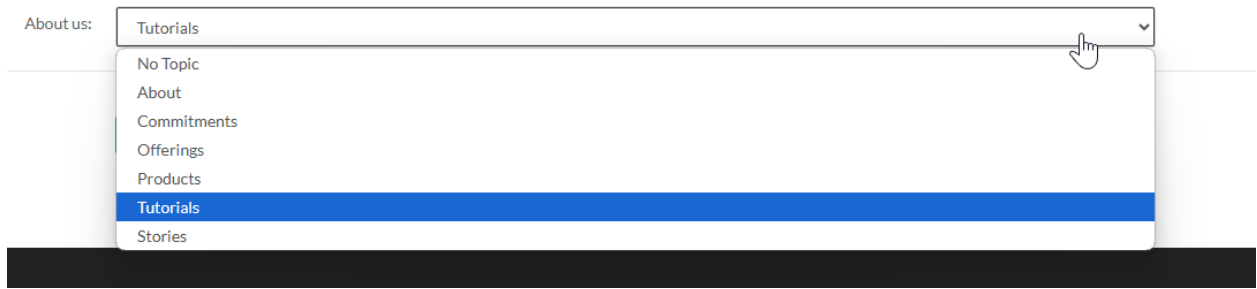 About us: Tutorials
No Topic
About
Commitments
Offerings
Products
Tutorials
Stories